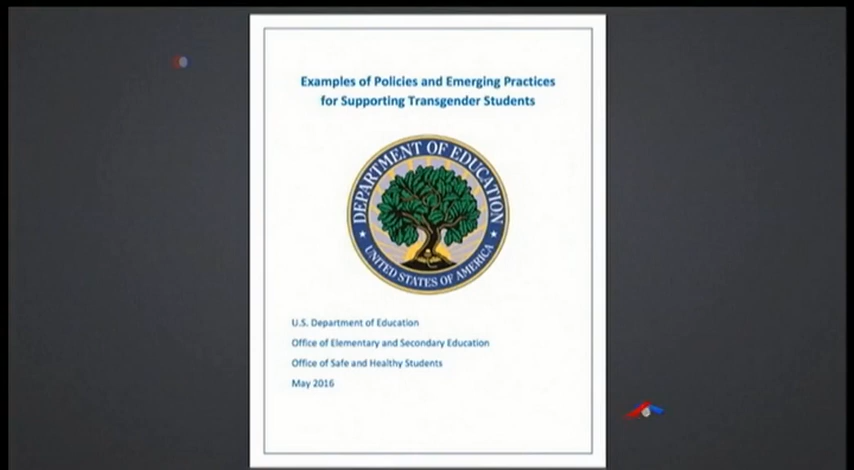 Examples of Policies and Emerging Practices
for Supporting Transgender Students
DEPARTMENT OF EDUCATION
UNITED STATES OF AMERICA
U.S. Department of Education
Office of Elementary and Secondary Education
Office of Safe and Healthy Students
May 2016